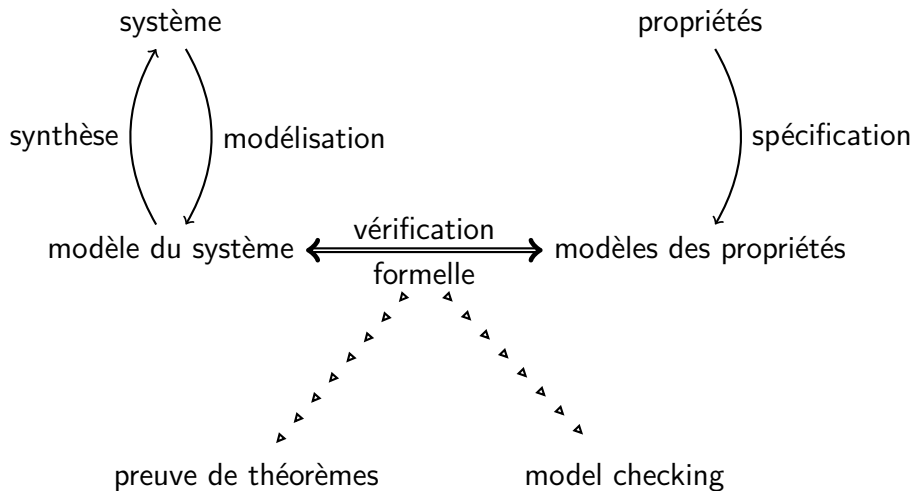 système
propriétés
synthèse
modélisation
spécification
modèle du système
vérification
formelle
modèles des propriétés
preuve de théorèmes
model checking